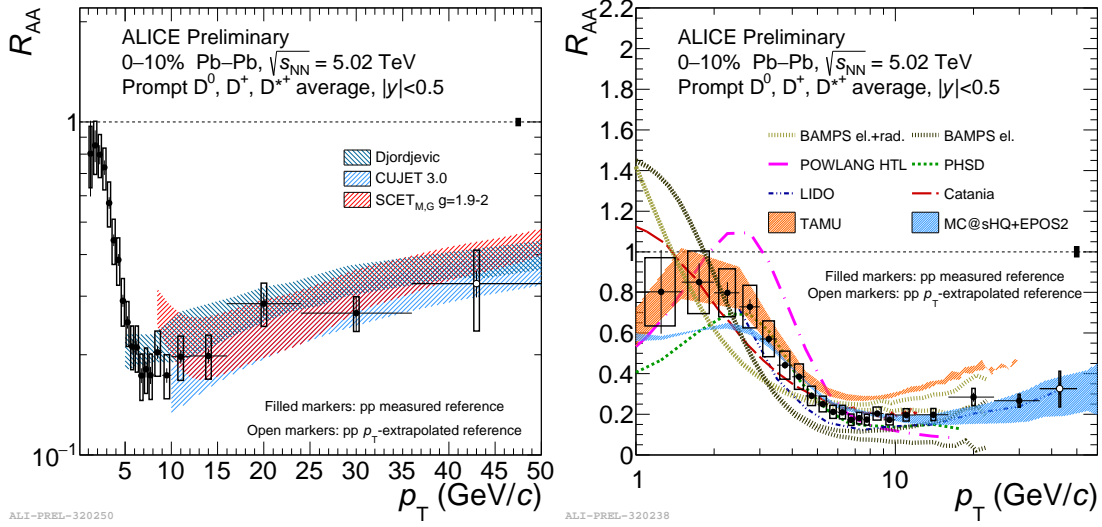 R_AA
ALICE Preliminary
0–10% Pb–Pb, √s_NN = 5.02 TeV
Prompt D⁰, D⁺, D*⁺ average, |y|<0.5
1
Djordjevic
CUJET 3.0
SCET_M,G g=1.9-2
Filled markers: pp measured reference
Open markers: pp p_T-extrapolated reference
10⁻¹
5 10 15 20 25 30 35 40 45 50
p_T (GeV/c)
ALI-PREL-320250
R_AA
ALICE Preliminary
0–10% Pb–Pb, √s_NN = 5.02 TeV
Prompt D⁰, D⁺, D*⁺ average, |y|<0.5
BAMPS el.+rad. BAMPS el.
POWLANG HTL PHSD
LIDO Catania
TAMU MC@sHQ+EPOS2
Filled markers: pp measured reference
Open markers: pp p_T-extrapolated reference
2.2
2
1.8
1.6
1.4
1.2
1
0.8
0.6
0.4
0.2
0
1 2 3 4 5 10 20 30
p_T (GeV/c)
ALI-PREL-320238